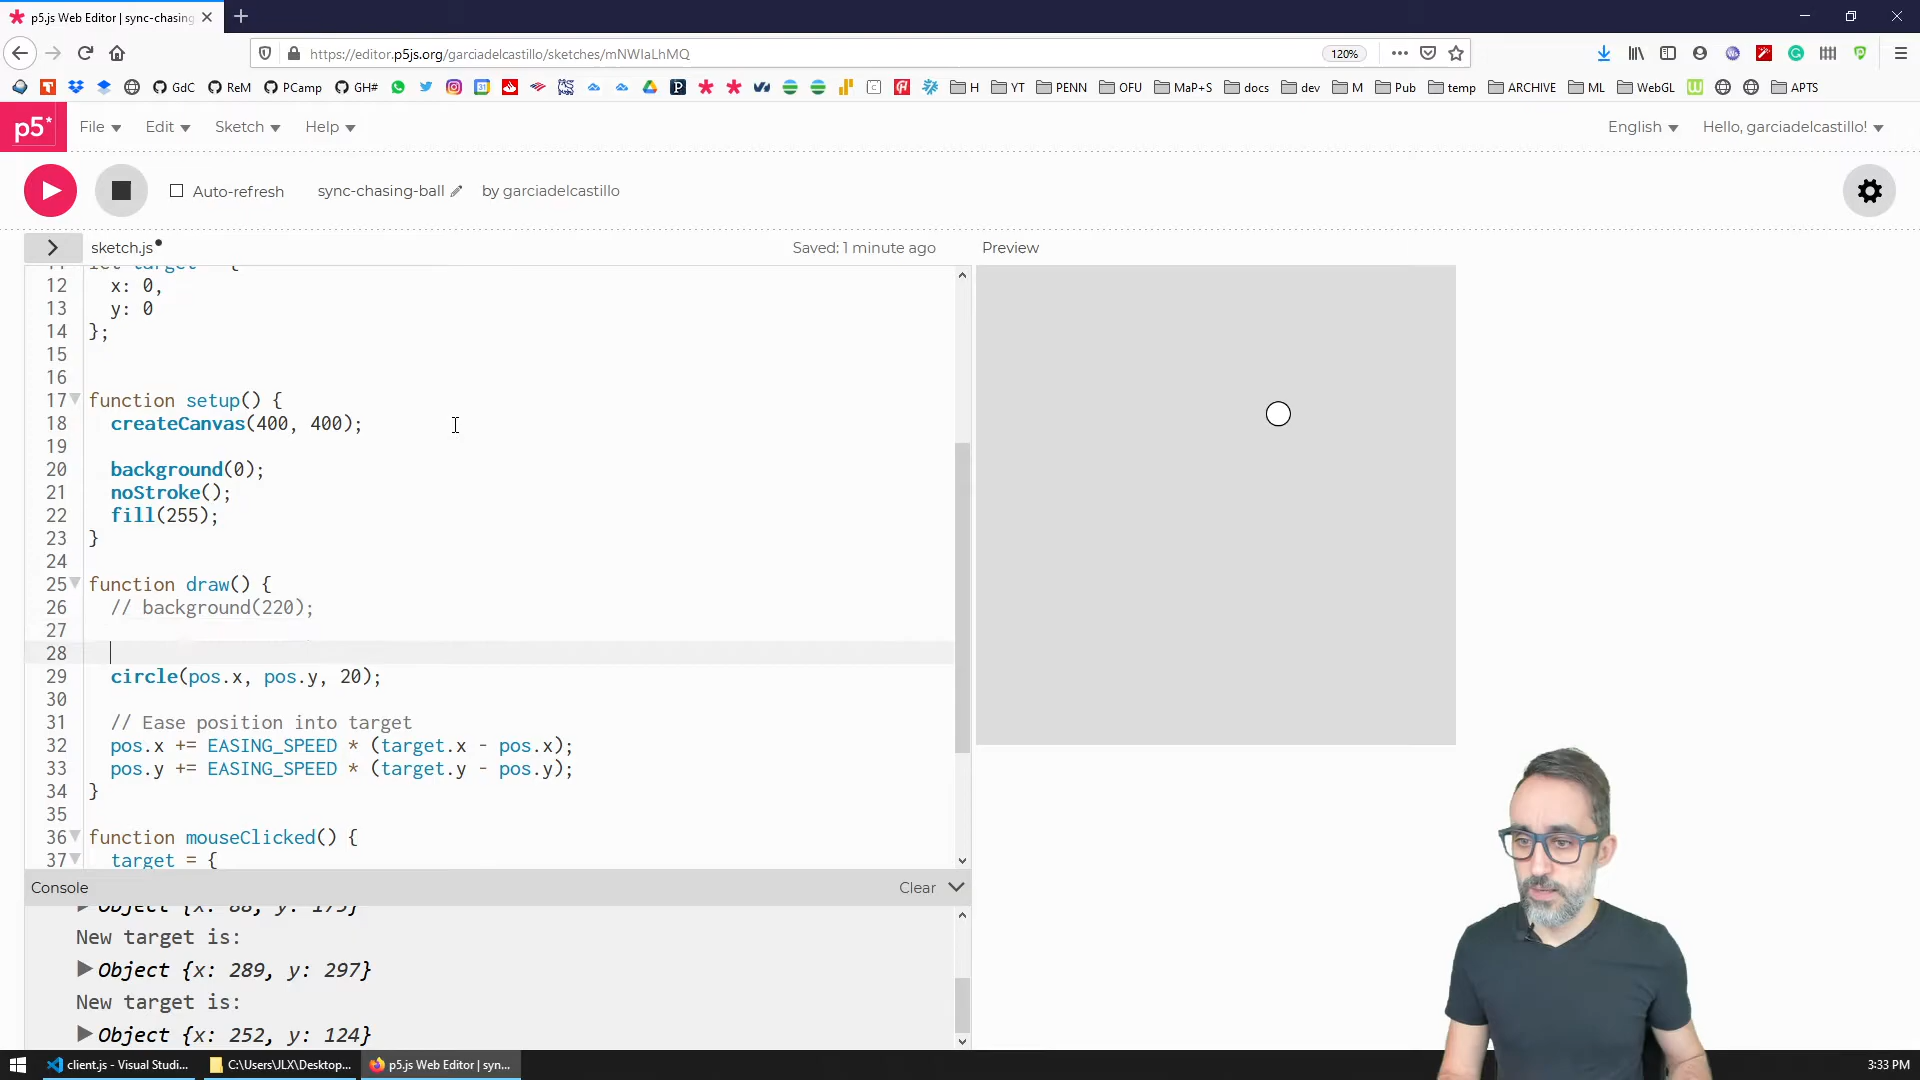 p5.js Web Editor | sync-chasing
https://editor.p5js.org/garciadelcastillo/sketches/mNWIaLhMQ
120%
GdC
ReM
PCamp
GH#
H
YT
PENN
OFU
MaP+S
docs
dev
M
Pub
temp
ARCHIVE
ML
WebGL
APTS
p5*
File
Edit
Sketch
Help
English
Hello, garciadelcastillo!
Auto-refresh
sync-chasing-ball
by garciadelcastillo
sketch.js
Saved: 1 minute ago
Preview
11 let target = {
12 x: 0,
13 y: 0
14 };
15
16
17 function setup() {
18 createCanvas(400, 400);
19
20 background(0);
21 noStroke();
22 fill(255);
23 }
24
25 function draw() {
26 // background(220);
27
28
29 circle(pos.x, pos.y, 20);
30
31 // Ease position into target
32 pos.x += EASING_SPEED * (target.x - pos.x);
33 pos.y += EASING_SPEED * (target.y - pos.y);
34 }
35
36 function mouseClicked() {
37 target = {
Console
Clear
Object {x: 88, y: 175}
New target is:
Object {x: 289, y: 297}
New target is:
Object {x: 252, y: 124}
client.js - Visual Studi...
C:\Users\JLX\Desktop...
p5.js Web Editor | syn...
3:33 PM